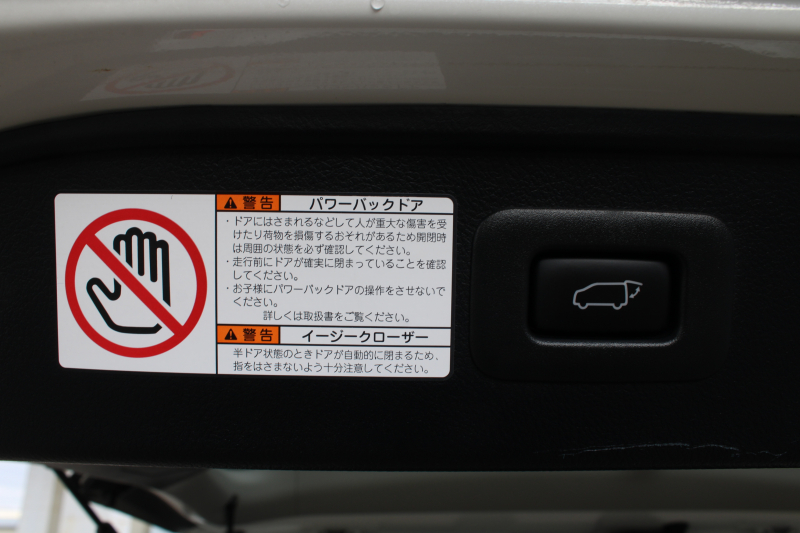 警告 パワーバックドア
・ドアにはさまれるなどして人が重大な傷害を受
けたり荷物を損傷するおそれがあるため開閉時
は周囲の状態を必ず確認してください。
・走行前にドアが確実に閉まっていることを確認
してください。
・お子様にパワーバックドアの操作をさせないで
ください。
詳しくは取扱書をご覧ください。
警告 イージークローザー
半ドア状態のときドアが自動的に閉まるため、
指をはさまないよう十分注意してください。